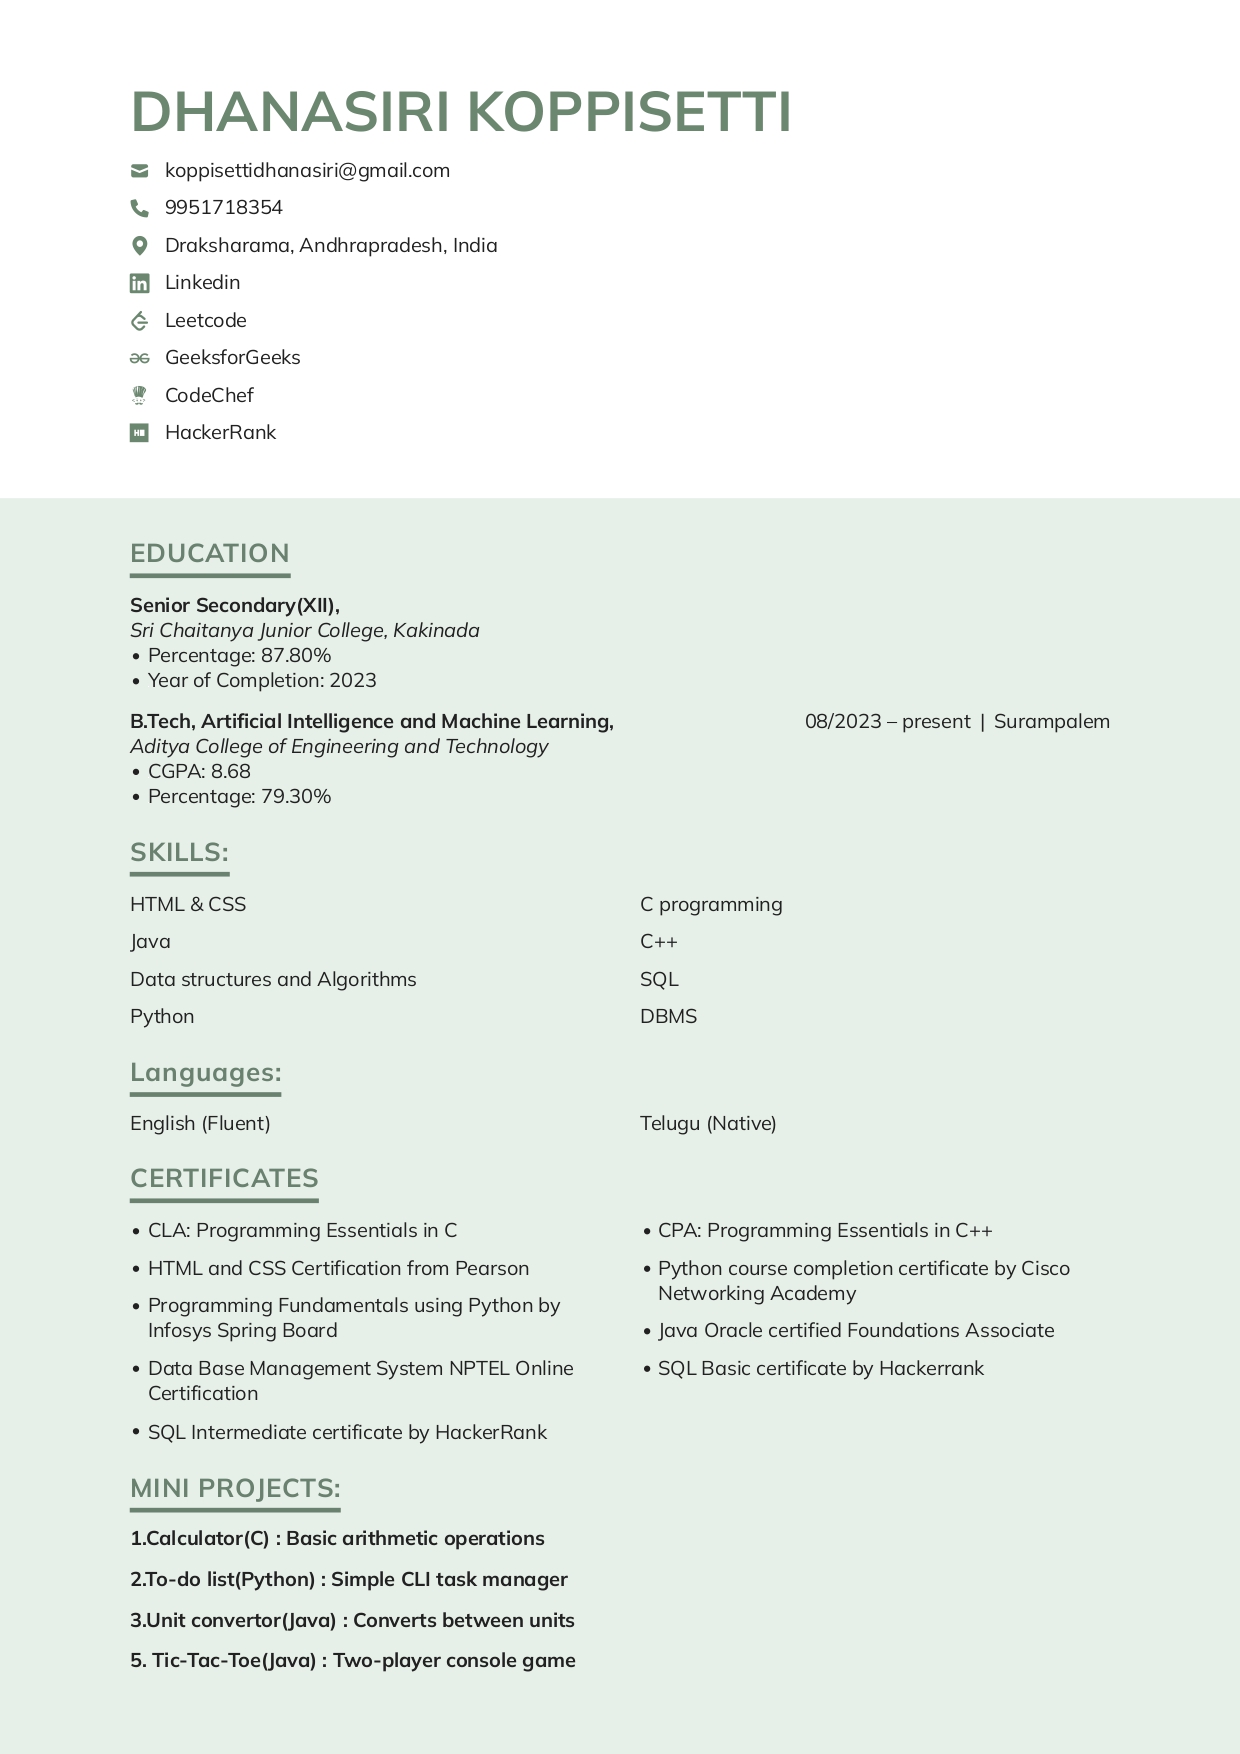 DHANASIRI KOPPISETTI
koppisettidhanasiri@gmail.com
9951718354
Draksharama, Andhrapradesh, India
Linkedin
Leetcode
GeeksforGeeks
CodeChef
HackerRank
EDUCATION
Senior Secondary(XII),
Sri Chaitanya Junior College, Kakinada
• Percentage: 87.80%
• Year of Completion: 2023
B.Tech, Artificial Intelligence and Machine Learning, 08/2023 – present | Surampalem
Aditya College of Engineering and Technology
• CGPA: 8.68
• Percentage: 79.30%
SKILLS:
HTML & CSS C programming
Java C++
Data structures and Algorithms SQL
Python DBMS
Languages:
English (Fluent) Telugu (Native)
CERTIFICATES
• CLA: Programming Essentials in C
• HTML and CSS Certification from Pearson
• Programming Fundamentals using Python by
Infosys Spring Board
• Data Base Management System NPTEL Online
Certification
• SQL Intermediate certificate by HackerRank
• CPA: Programming Essentials in C++
• Python course completion certificate by Cisco
Networking Academy
• Java Oracle certified Foundations Associate
• SQL Basic certificate by Hackerrank
MINI PROJECTS:
1.Calculator(C) : Basic arithmetic operations
2.To-do list(Python) : Simple CLI task manager
3.Unit convertor(Java) : Converts between units
5. Tic-Tac-Toe(Java) : Two-player console game